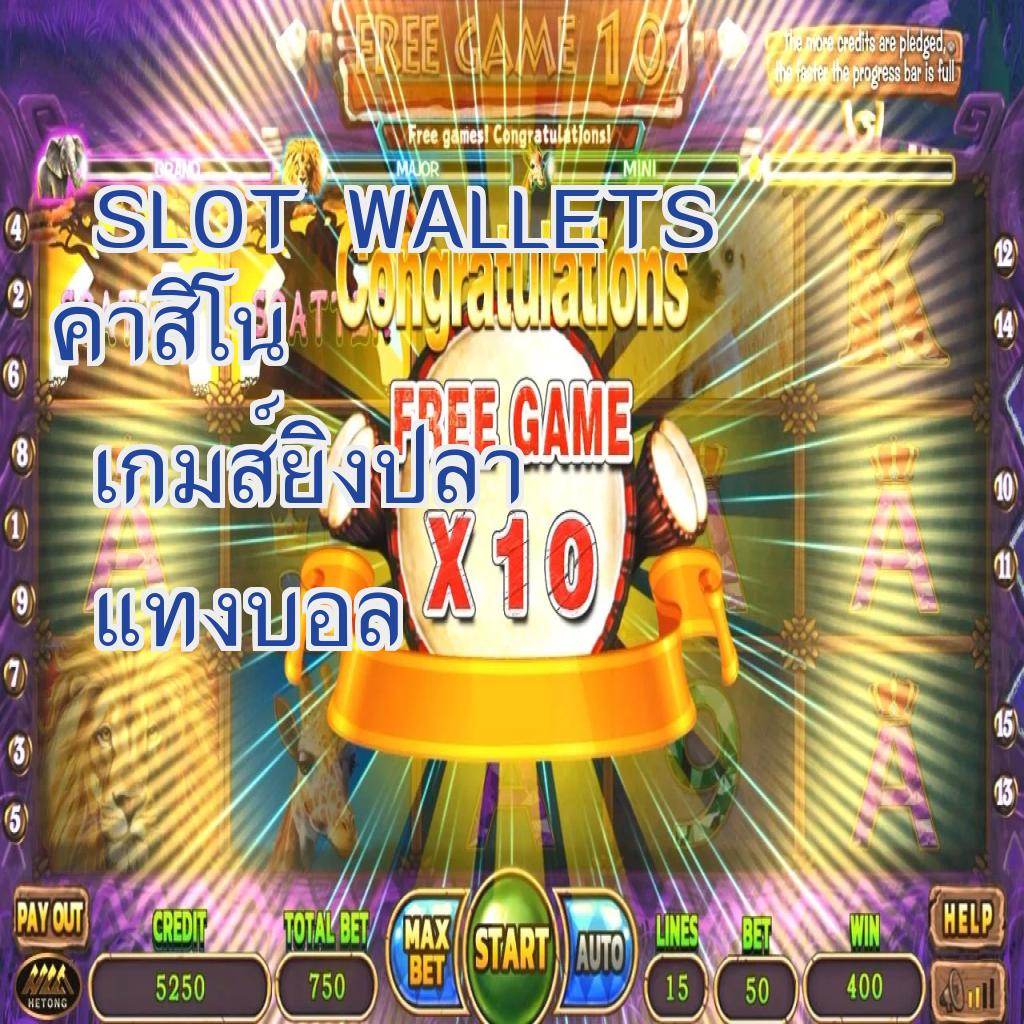 FREE GAME 10
The more credits are pledged,
the faster the progress bar is full
Free games! Congratulations!
GRAND MAJOR MINI
SLOT WALLETS
Congratulations
คาสิโน
SCATTER SCATTER
K
FREE GAME
เกมส์ยิงปลา
X10
แทงบอล
A A A
A A
9
4
2
6
8
1
9
7
3
5
12
14
10
11
15
13
PAY OUT
CREDIT
TOTAL BET
MAX BET
START
AUTO
LINES
BET
WIN
HELP
HETONG
5250
750
15
50
400